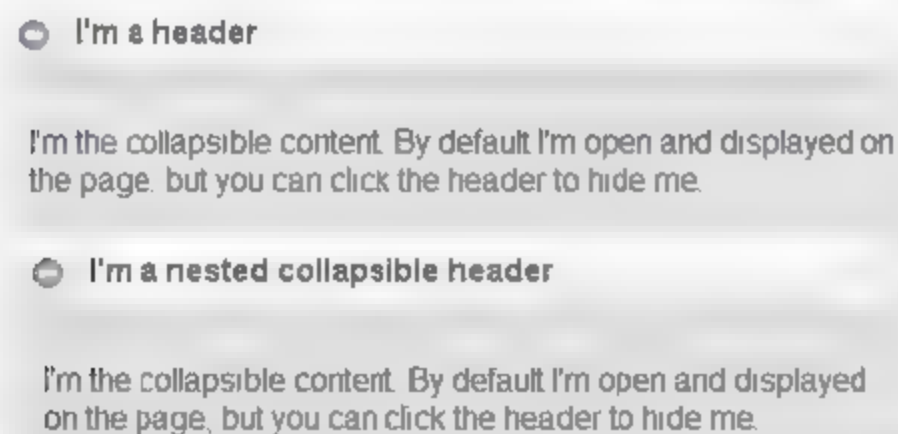 I'm a header
I'm the collapsible content. By default I'm open and displayed on
the page, but you can click the header to hide me.
I'm a nested collapsible header
I'm the collapsible content. By default I'm open and displayed
on the page, but you can click the header to hide me.